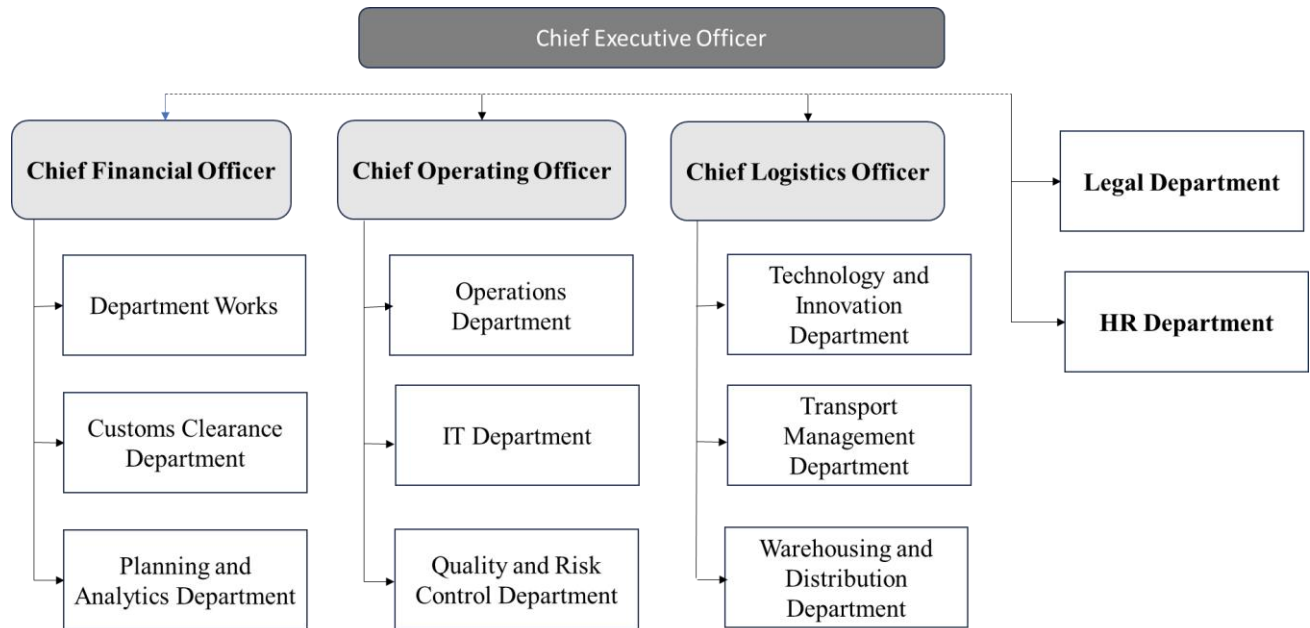 Chief Executive Officer
Chief Financial Officer
Chief Operating Officer
Chief Logistics Officer
Legal Department
HR Department
Department Works
Customs Clearance
Department
Planning and
Analytics Department
Operations
Department
IT Department
Quality and Risk
Control Department
Technology and
Innovation
Department
Transport
Management
Department
Warehousing and
Distribution
Department